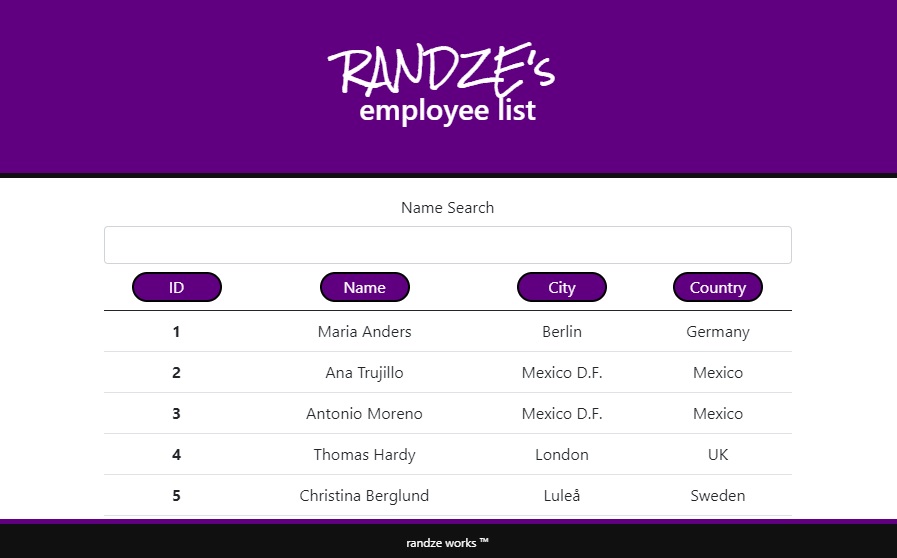 RANDZE's
employee list
Name Search
ID Name City Country
1 Maria Anders Berlin Germany
2 Ana Trujillo Mexico D.F. Mexico
3 Antonio Moreno Mexico D.F. Mexico
4 Thomas Hardy London UK
5 Christina Berglund Luleå Sweden
randze works ™